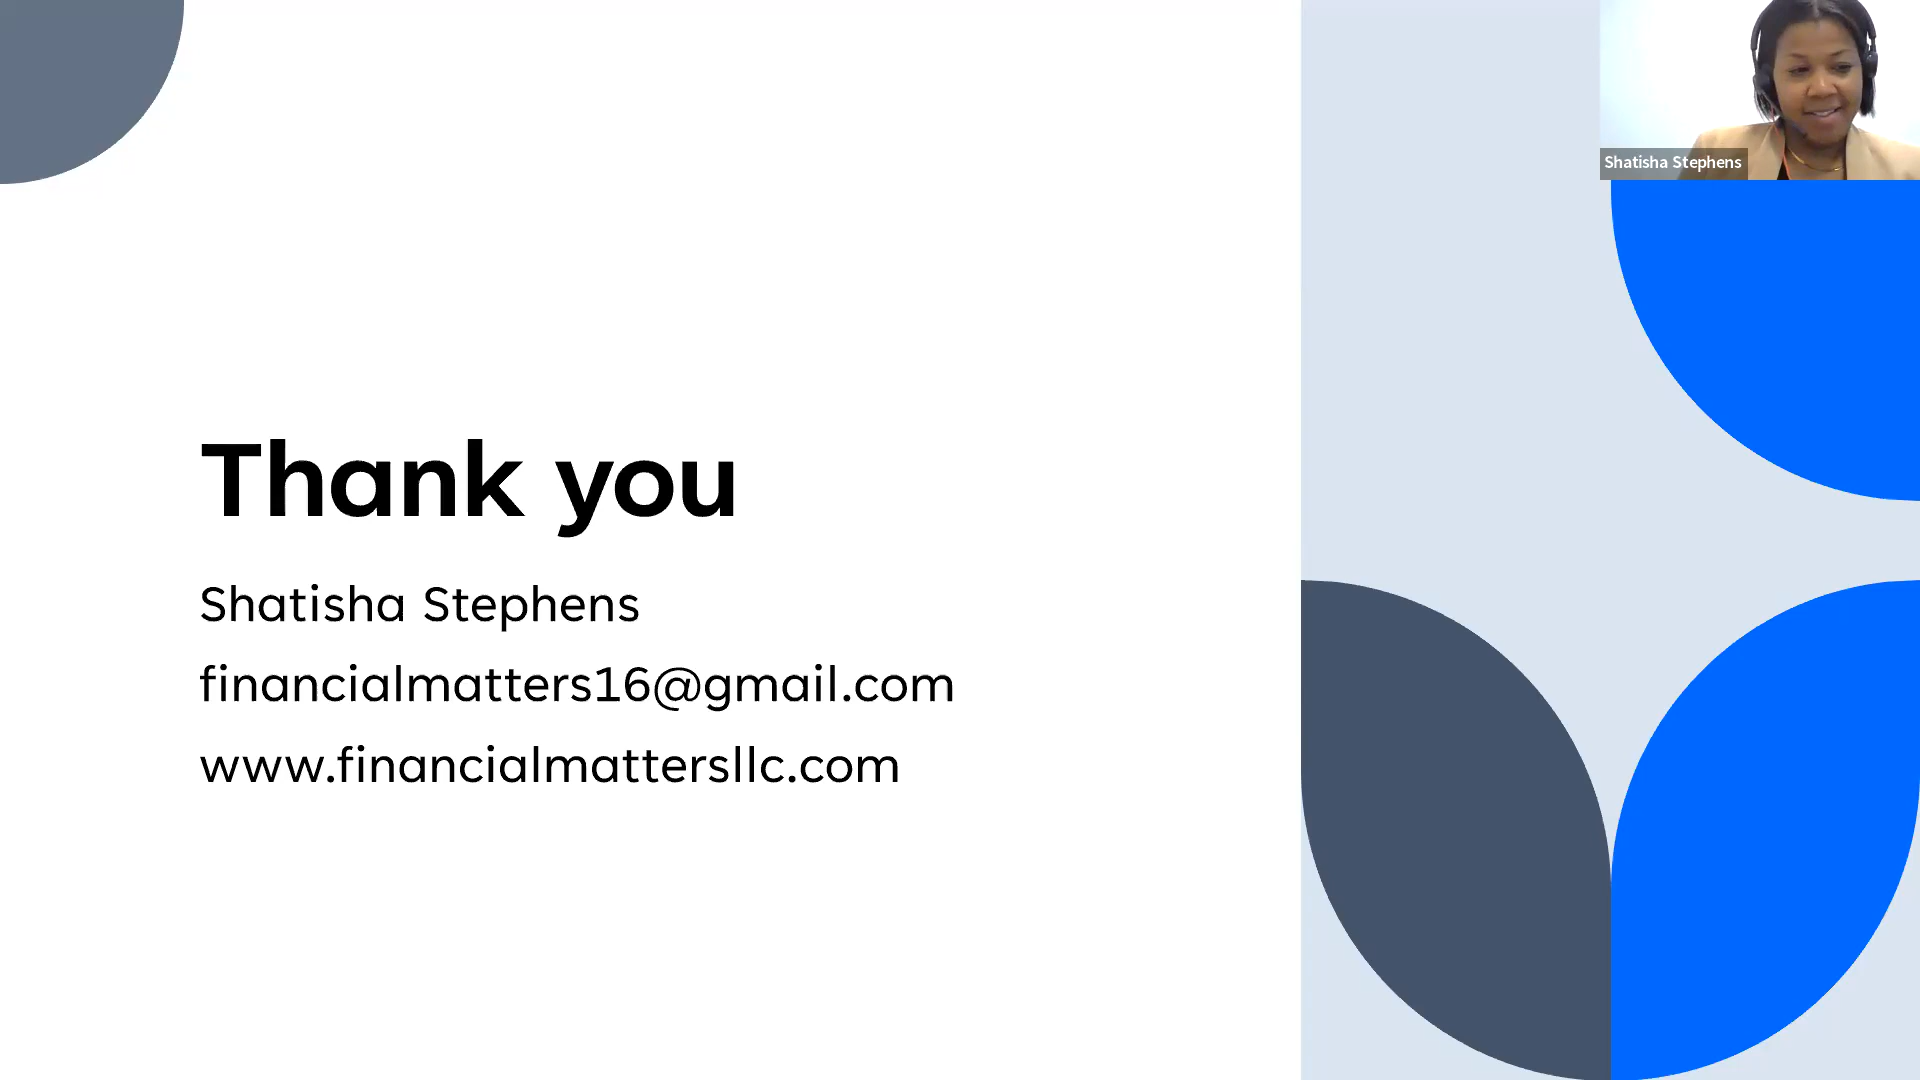 Shatisha Stephens
Thank you
Shatisha Stephens
financialmatters16@gmail.com
www.financialmattersllc.com